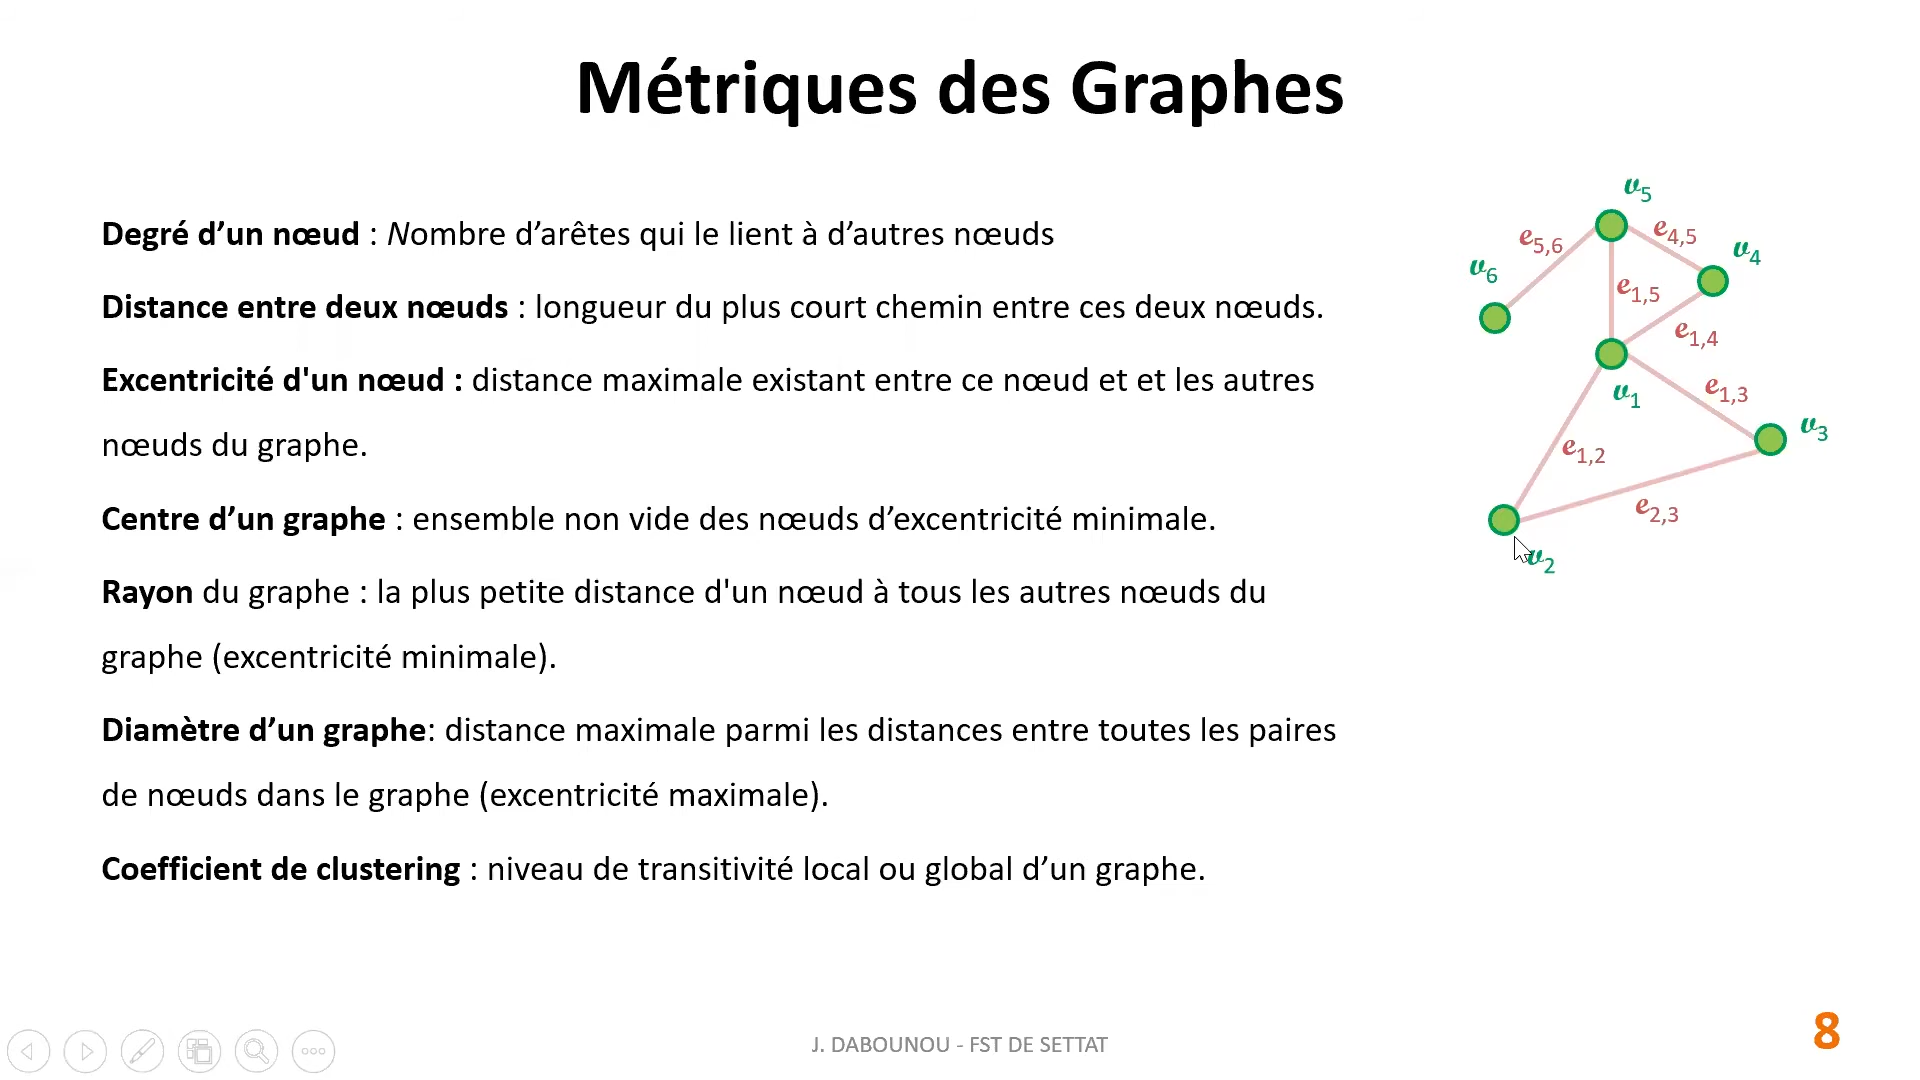 Métriques des Graphes
Degré d’un nœud : Nombre d’arêtes qui le lient à d’autres nœuds
Distance entre deux nœuds : longueur du plus court chemin entre ces deux nœuds.
Excentricité d'un nœud : distance maximale existant entre ce nœud et et les autres
nœuds du graphe.
Centre d’un graphe : ensemble non vide des nœuds d’excentricité minimale.
Rayon du graphe : la plus petite distance d'un nœud à tous les autres nœuds du
graphe (excentricité minimale).
Diamètre d’un graphe: distance maximale parmi les distances entre toutes les paires
de nœuds dans le graphe (excentricité maximale).
Coefficient de clustering : niveau de transitivité local ou global d’un graphe.
v5
e5,6
e4,5
v4
v6
e1,5
e1,4
v1
e1,3
v3
e1,2
e2,3
v2
J. DABOUNOU - FST DE SETTAT
8